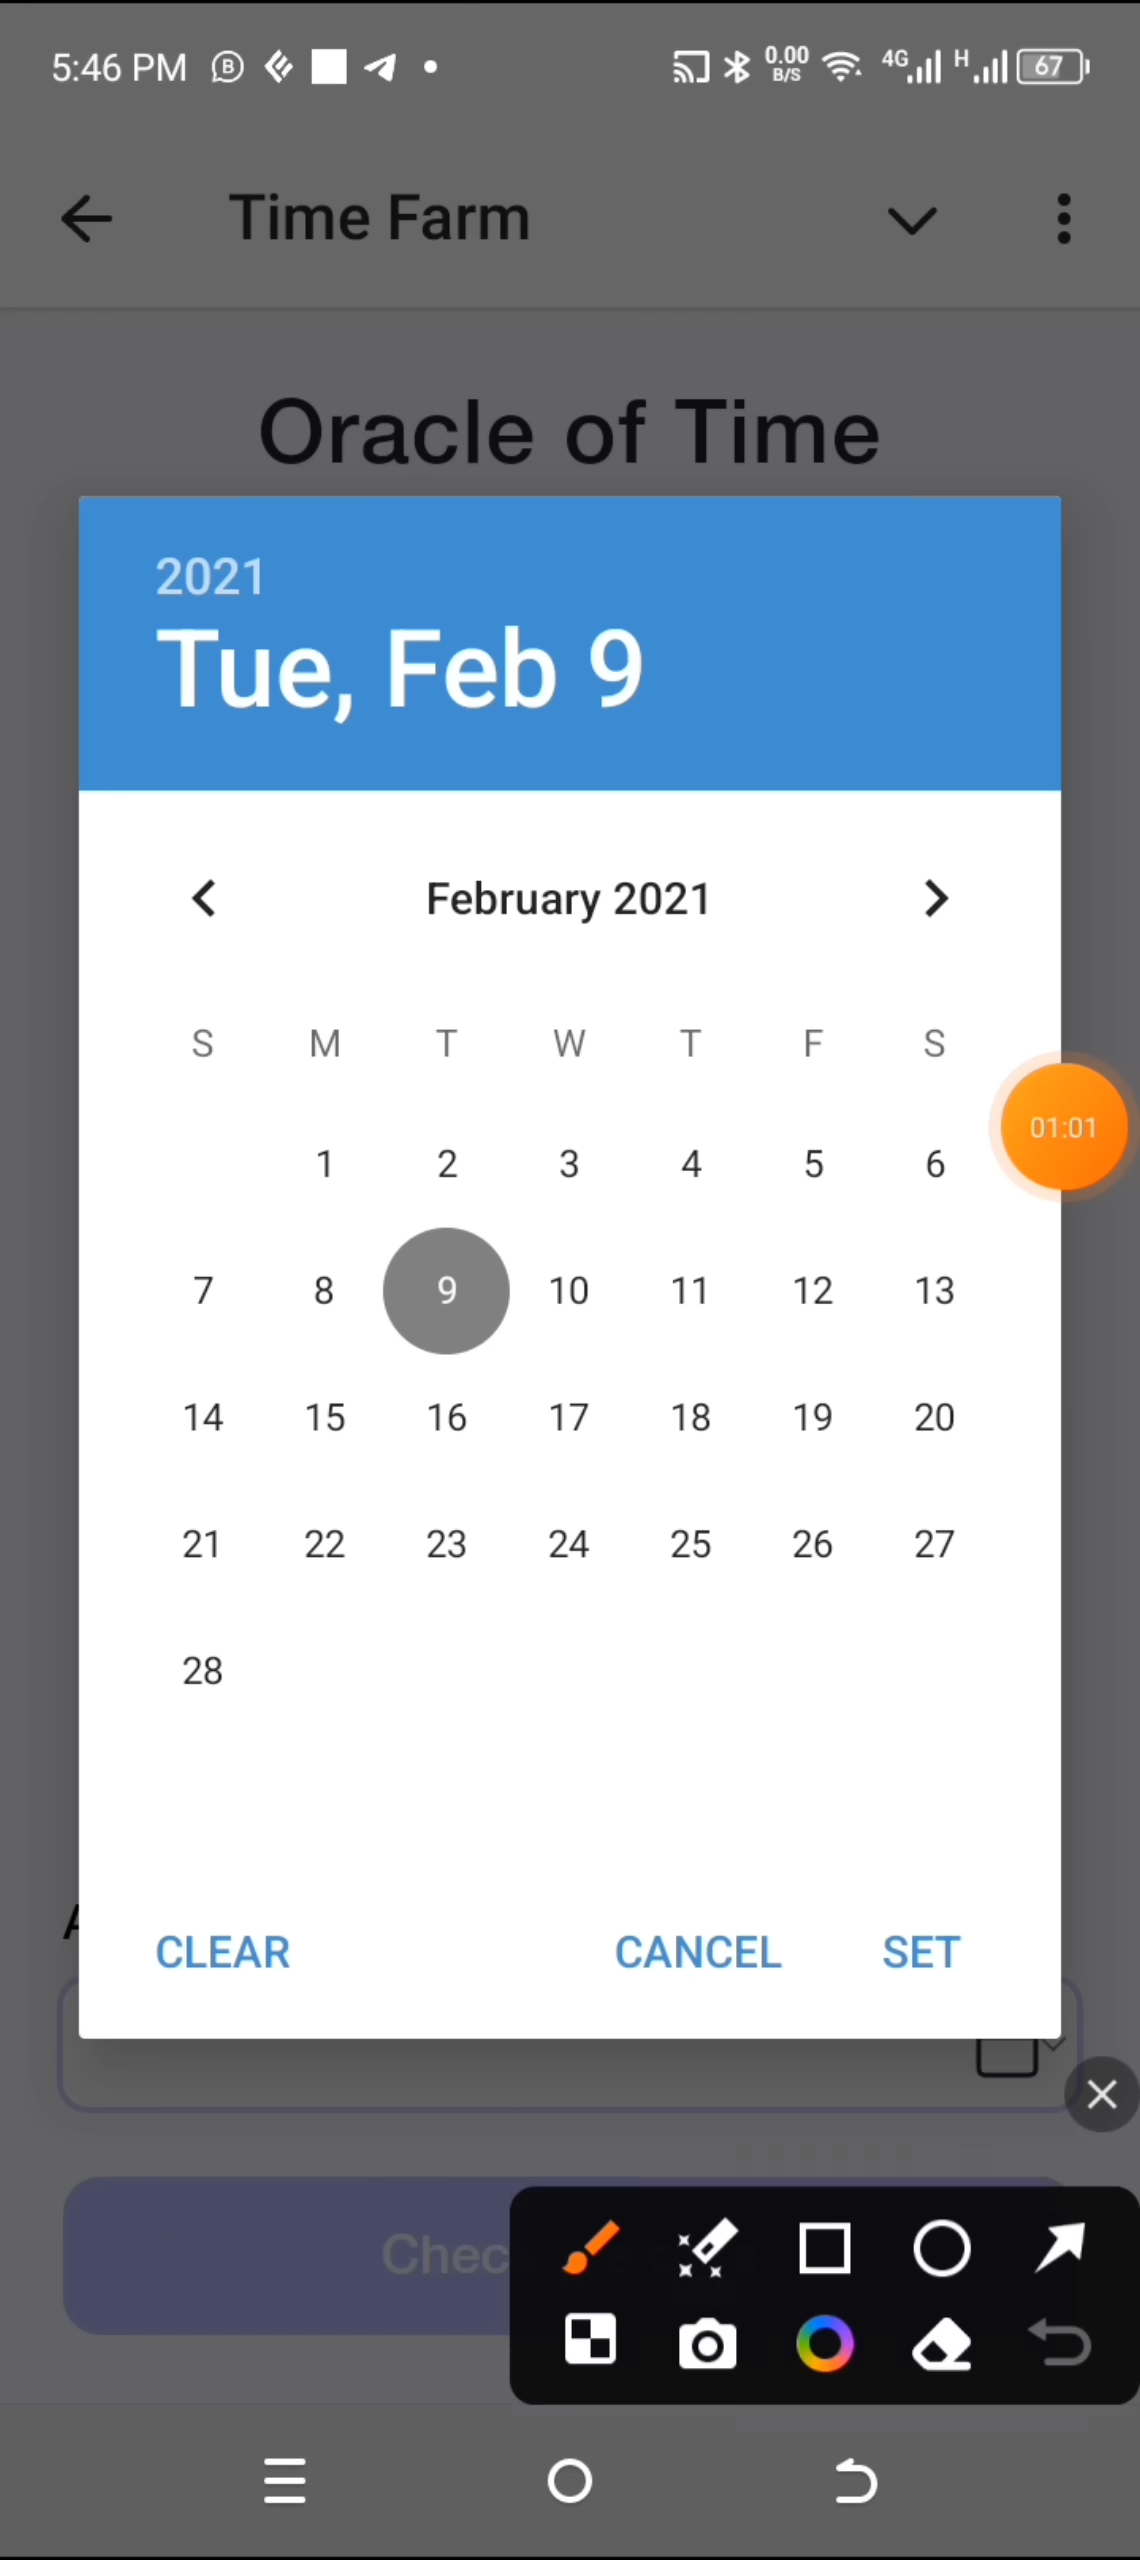 5:46 PM B 0.00 B/S 4G H 67
Time Farm
Oracle of Time
2021
Tue, Feb 9
February 2021
S M T W T F S
1 2 3 4 5 6
01:01
7 8 9 10 11 12 13
14 15 16 17 18 19 20
21 22 23 24 25 26 27
28
CLEAR CANCEL SET